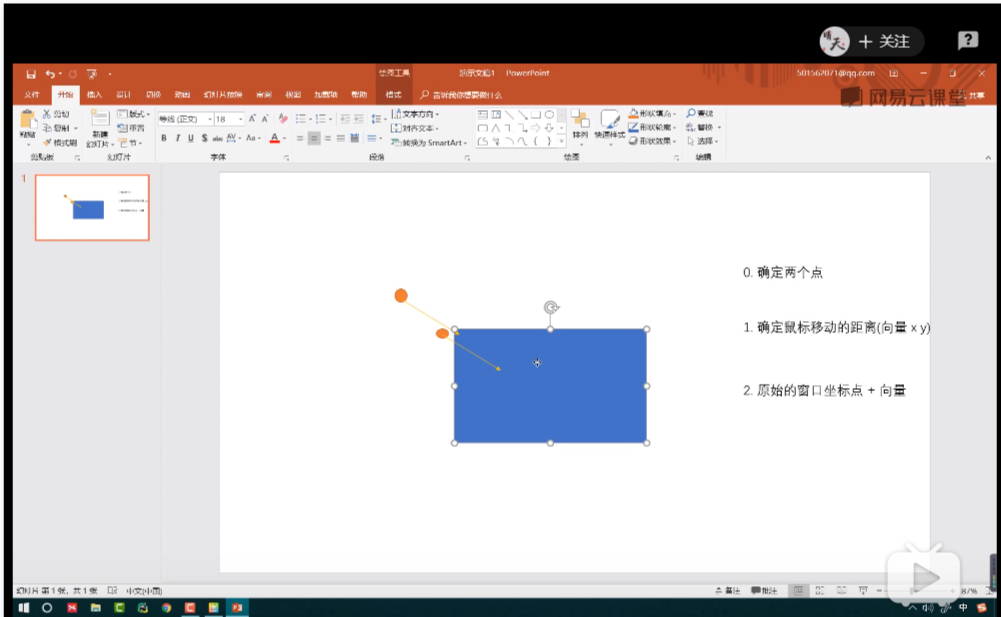 晴天 + 关注
演示文稿1 - PowerPoint
绘图工具
501562071@qq.com
文件 开始 插入 设计 切换 动画 幻灯片放映 审阅 视图 加载项 帮助 格式 告诉我你想要做什么 共享
网易云课堂
粘贴 剪切 复制 格式刷
新建幻灯片 版式 重置 节
等线 (正文) 18
B I U S abc AV Aa A
文字方向
对齐文本
转换为 SmartArt
排列 快速样式
形状填充
形状轮廓
形状效果
查找
替换
选择
剪贴板 幻灯片 字体 段落 绘图 编辑
1
0. 确定两个点
1. 确定鼠标移动的距离(向量 x y)
2. 原始的窗口坐标点 + 向量
幻灯片 第 1 张, 共 1 张 中文(中国) 备注 批注 87%
中